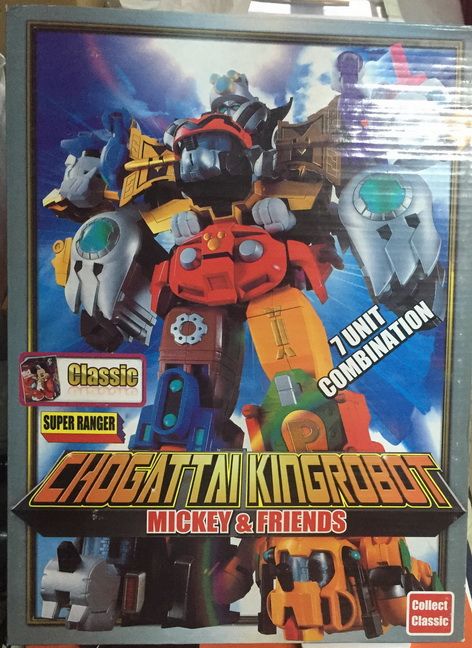 7 UNIT
COMBINATION
Classic
SUPER RANGER
CHOGATTAI KINGROBOT
MICKEY & FRIENDS
Collect
Classic